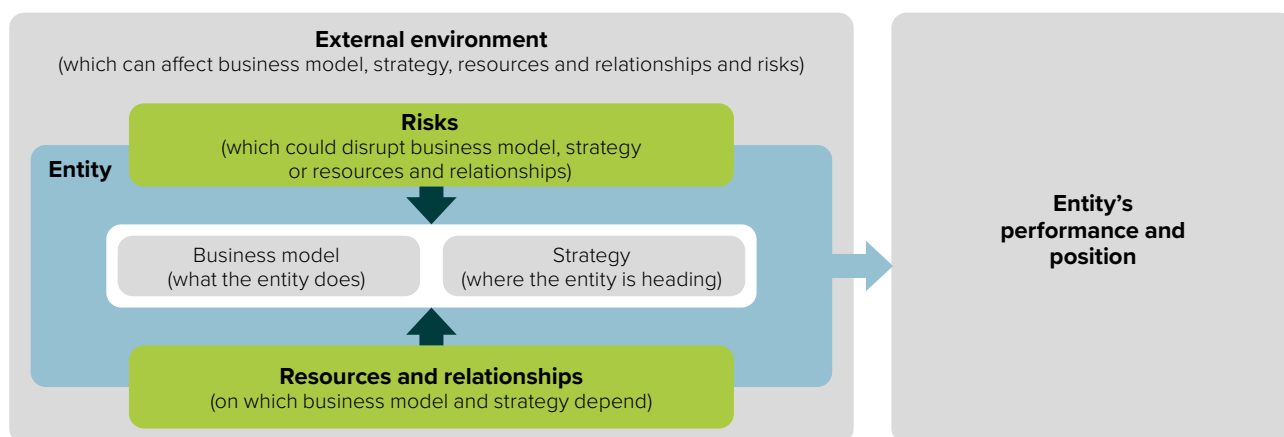 External environment
(which can affect business model, strategy, resources and relationships and risks)
Risks
(which could disrupt business model, strategy
or resources and relationships)
Entity
Business model
(what the entity does)
Strategy
(where the entity is heading)
Resources and relationships
(on which business model and strategy depend)
Entity’s
performance and
position